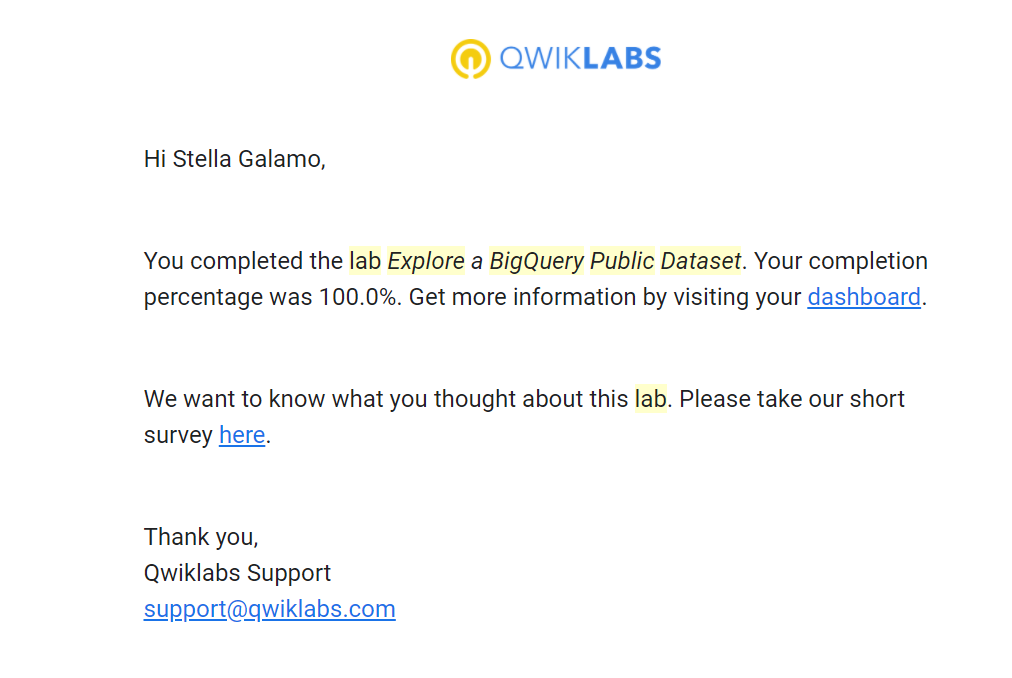 QWIKLABS
Hi Stella Galamo,
You completed the lab Explore a BigQuery Public Dataset. Your completion
percentage was 100.0%. Get more information by visiting your dashboard.
We want to know what you thought about this lab. Please take our short
survey here.
Thank you,
Qwiklabs Support
support@qwiklabs.com